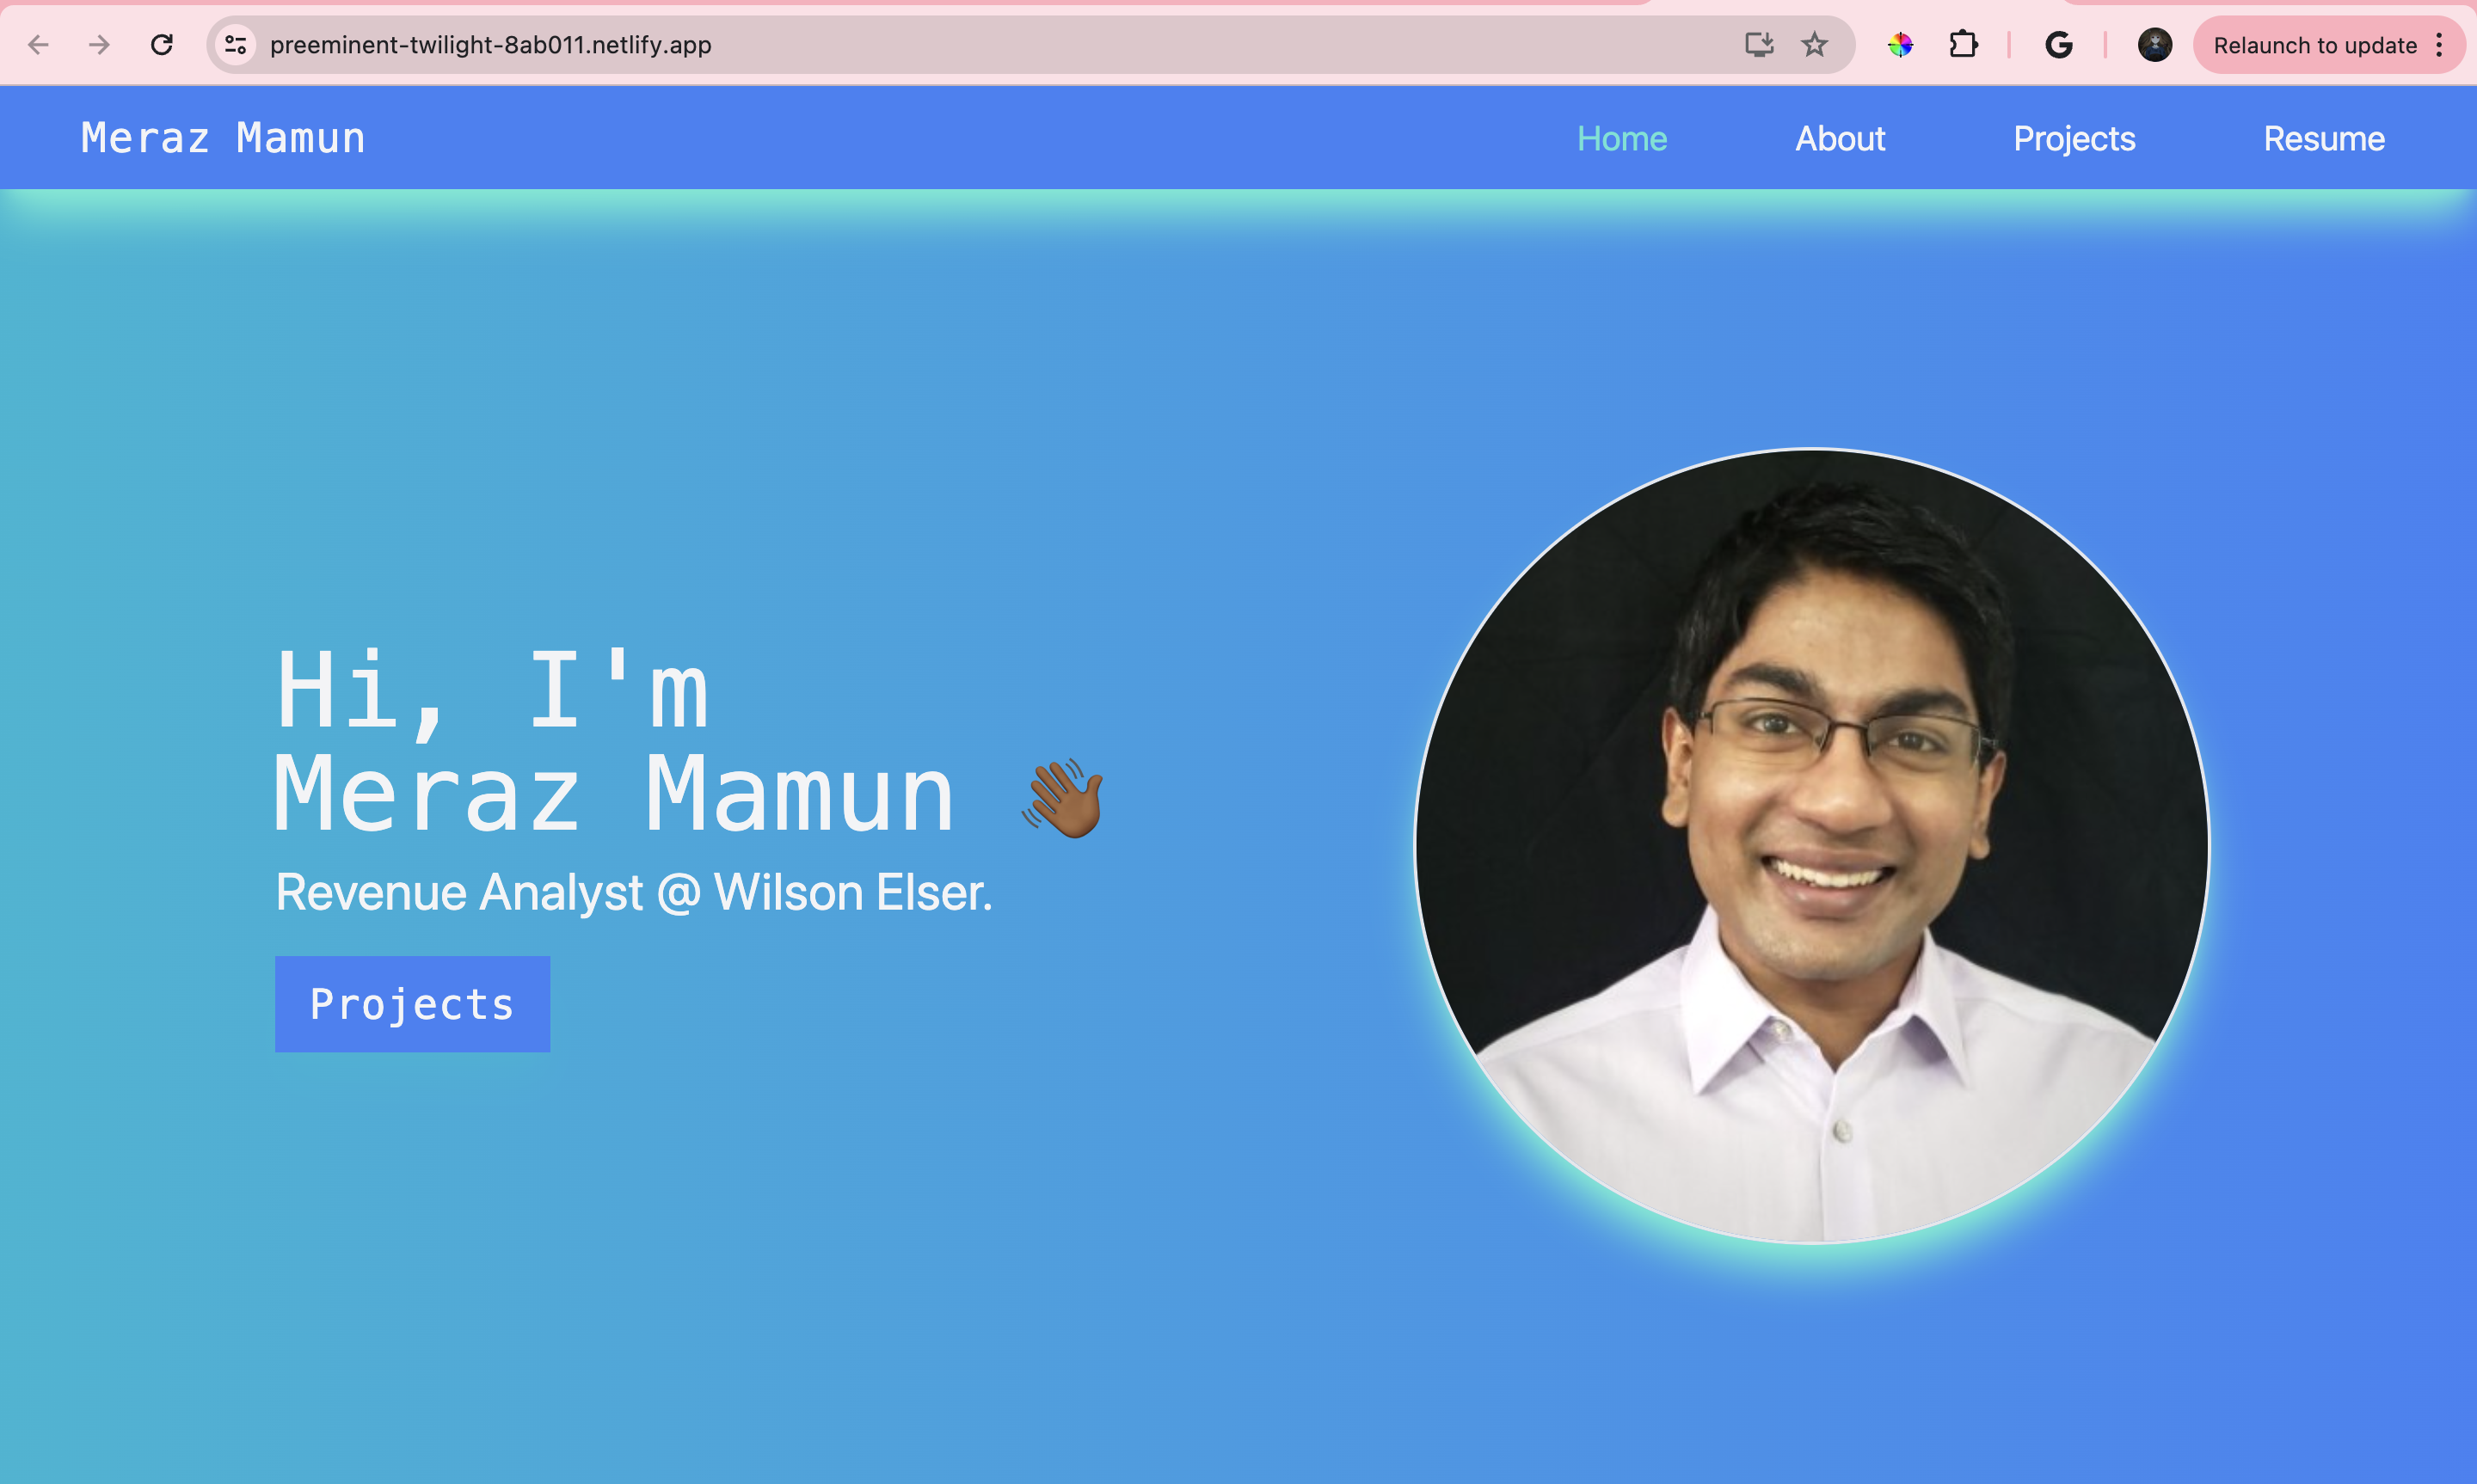 preeminent-twilight-8ab011.netlify.app
Relaunch to update
Meraz Mamun
Home About Projects Resume
Hi, I'm
Meraz Mamun 👋🏾
Revenue Analyst @ Wilson Elser.
Projects